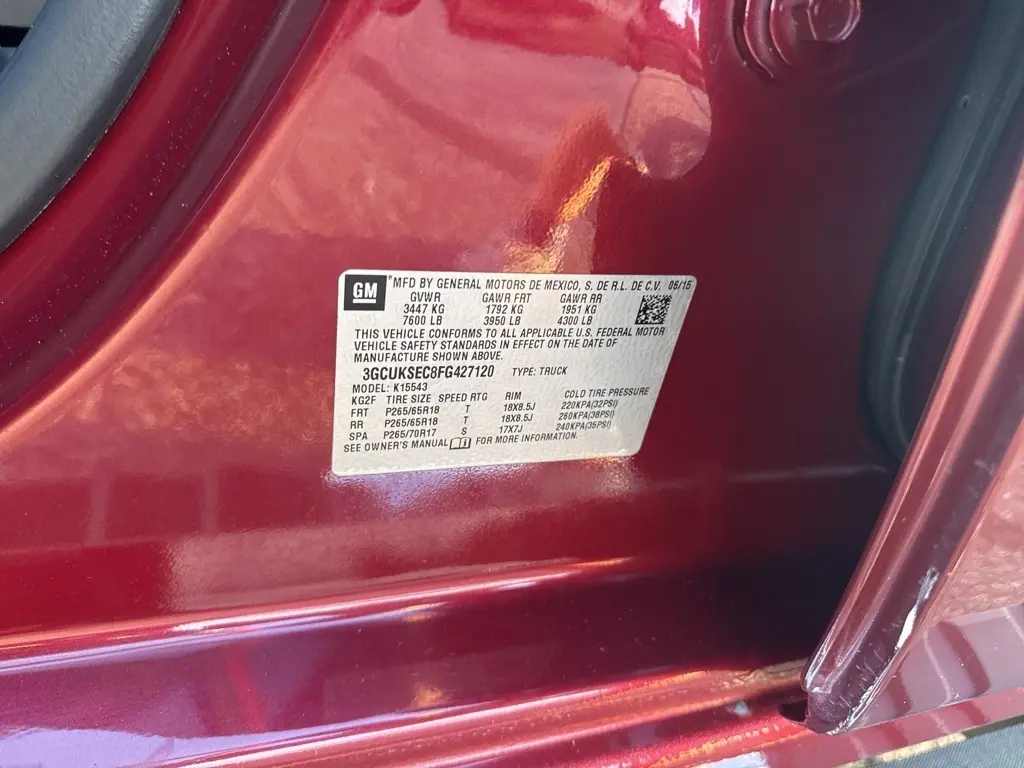 GM ® MFD BY GENERAL MOTORS DE MEXICO, S. DE R.L. DE C.V. 06/15
GVWR GAWR FRT GAWR RR
3447 KG 1792 KG 1951 KG
7600 LB 3950 LB 4300 LB
THIS VEHICLE CONFORMS TO ALL APPLICABLE U.S. FEDERAL MOTOR
VEHICLE SAFETY STANDARDS IN EFFECT ON THE DATE OF
MANUFACTURE SHOWN ABOVE.
3GCUKSEC8FG427120 TYPE: TRUCK
MODEL: K15543
KG2F TIRE SIZE SPEED RTG RIM COLD TIRE PRESSURE
FRT P265/65R18 T 18X8.5J 220KPA(32PSI)
RR P265/65R18 T 18X8.5J 260KPA(38PSI)
SPA P265/70R17 S 17X7J 240KPA(35PSI)
SEE OWNER'S MANUAL FOR MORE INFORMATION.